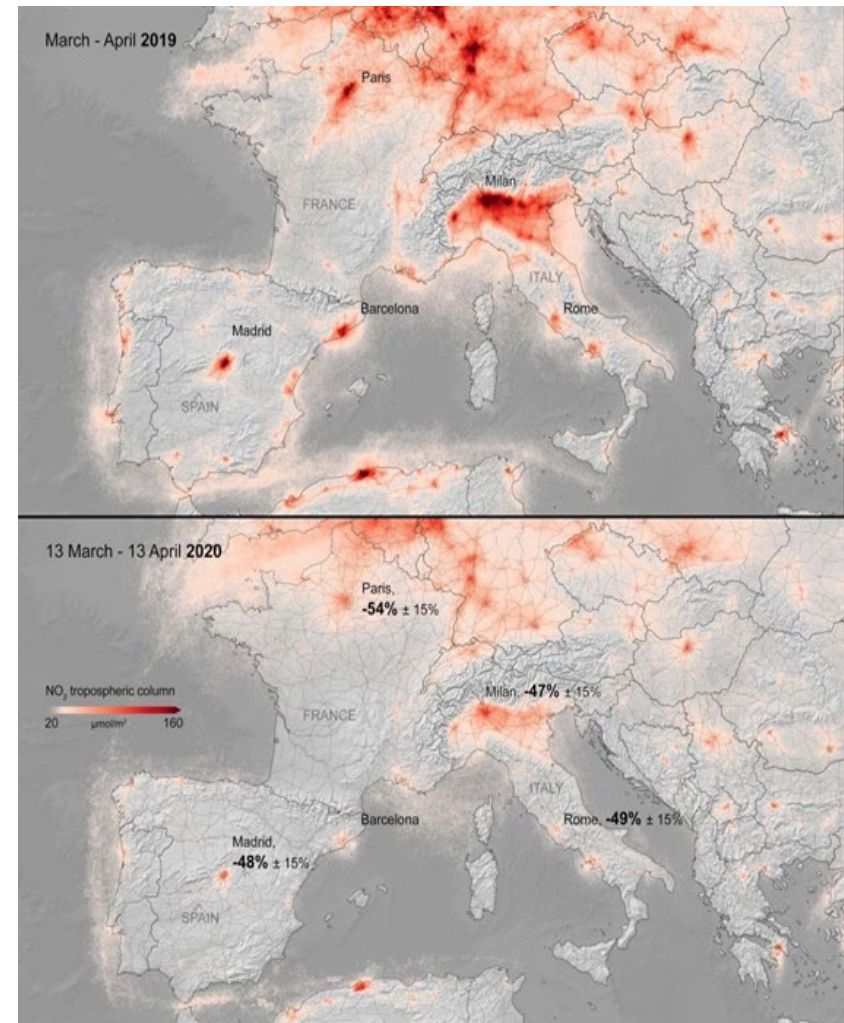 March - April 2019
Paris
Milan
FRANCE
ITALY
Barcelona
Rome
Madrid
SPAIN
13 March - 13 April 2020
Paris,
-54% ± 15%
NO₂ tropospheric column
20 µmol/m² 160
Milan, -47% ± 15%
FRANCE
ITALY
Barcelona
Rome, -49% ± 15%
Madrid,
-48% ± 15%
SPAIN